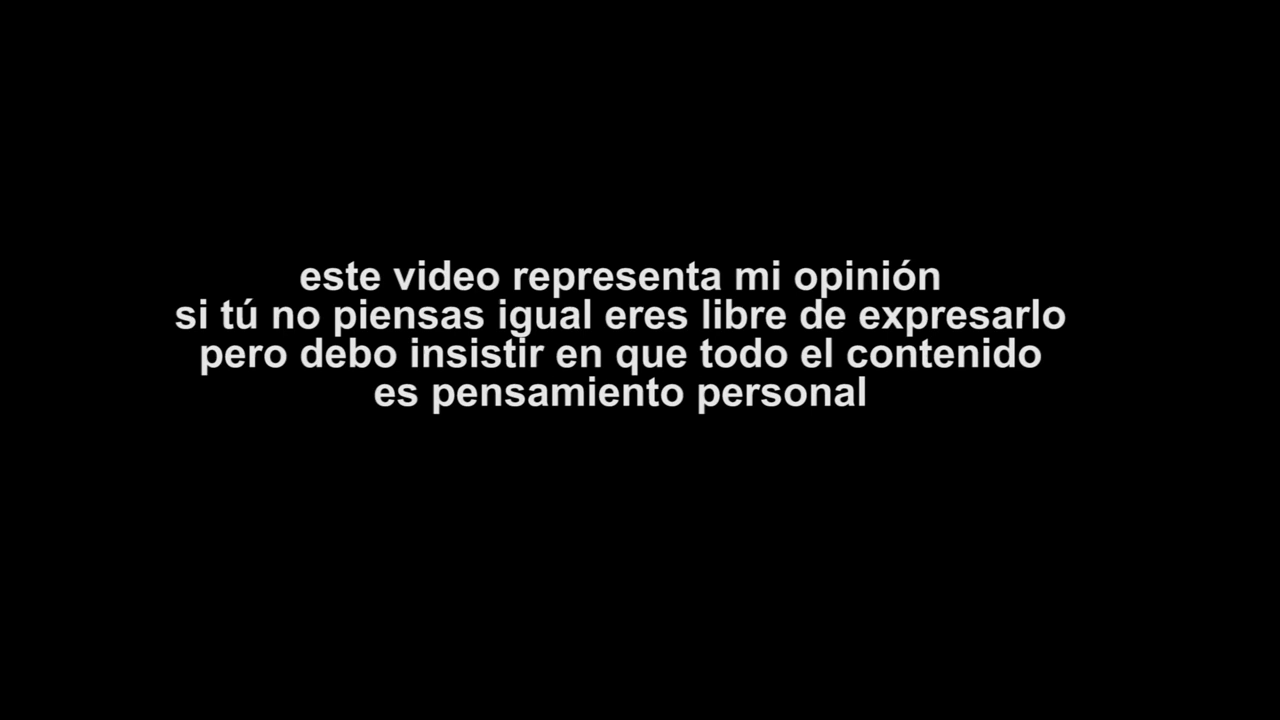 este video representa mi opinión
si tú no piensas igual eres libre de expresarlo
pero debo insistir en que todo el contenido
es pensamiento personal